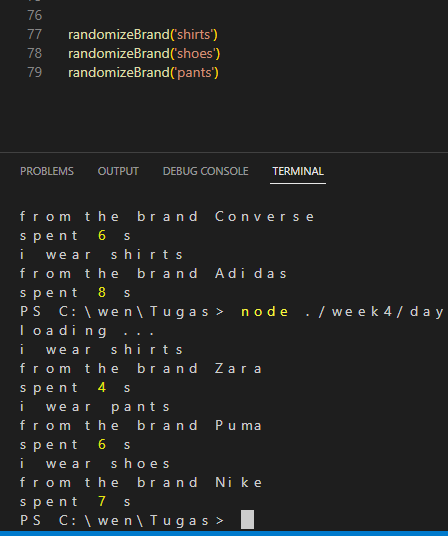 76
77 randomizeBrand('shirts')
78 randomizeBrand('shoes')
79 randomizeBrand('pants')
PROBLEMS OUTPUT DEBUG CONSOLE TERMINAL
from the brand Converse
spent 6 s
i wear shirts
from the brand Adidas
spent 8 s
PS C:\wen\Tugas> node ./week4/day
loading ...
i wear shirts
from the brand Zara
spent 4 s
i wear pants
from the brand Puma
spent 6 s
i wear shoes
from the brand Nike
spent 7 s
PS C:\wen\Tugas>